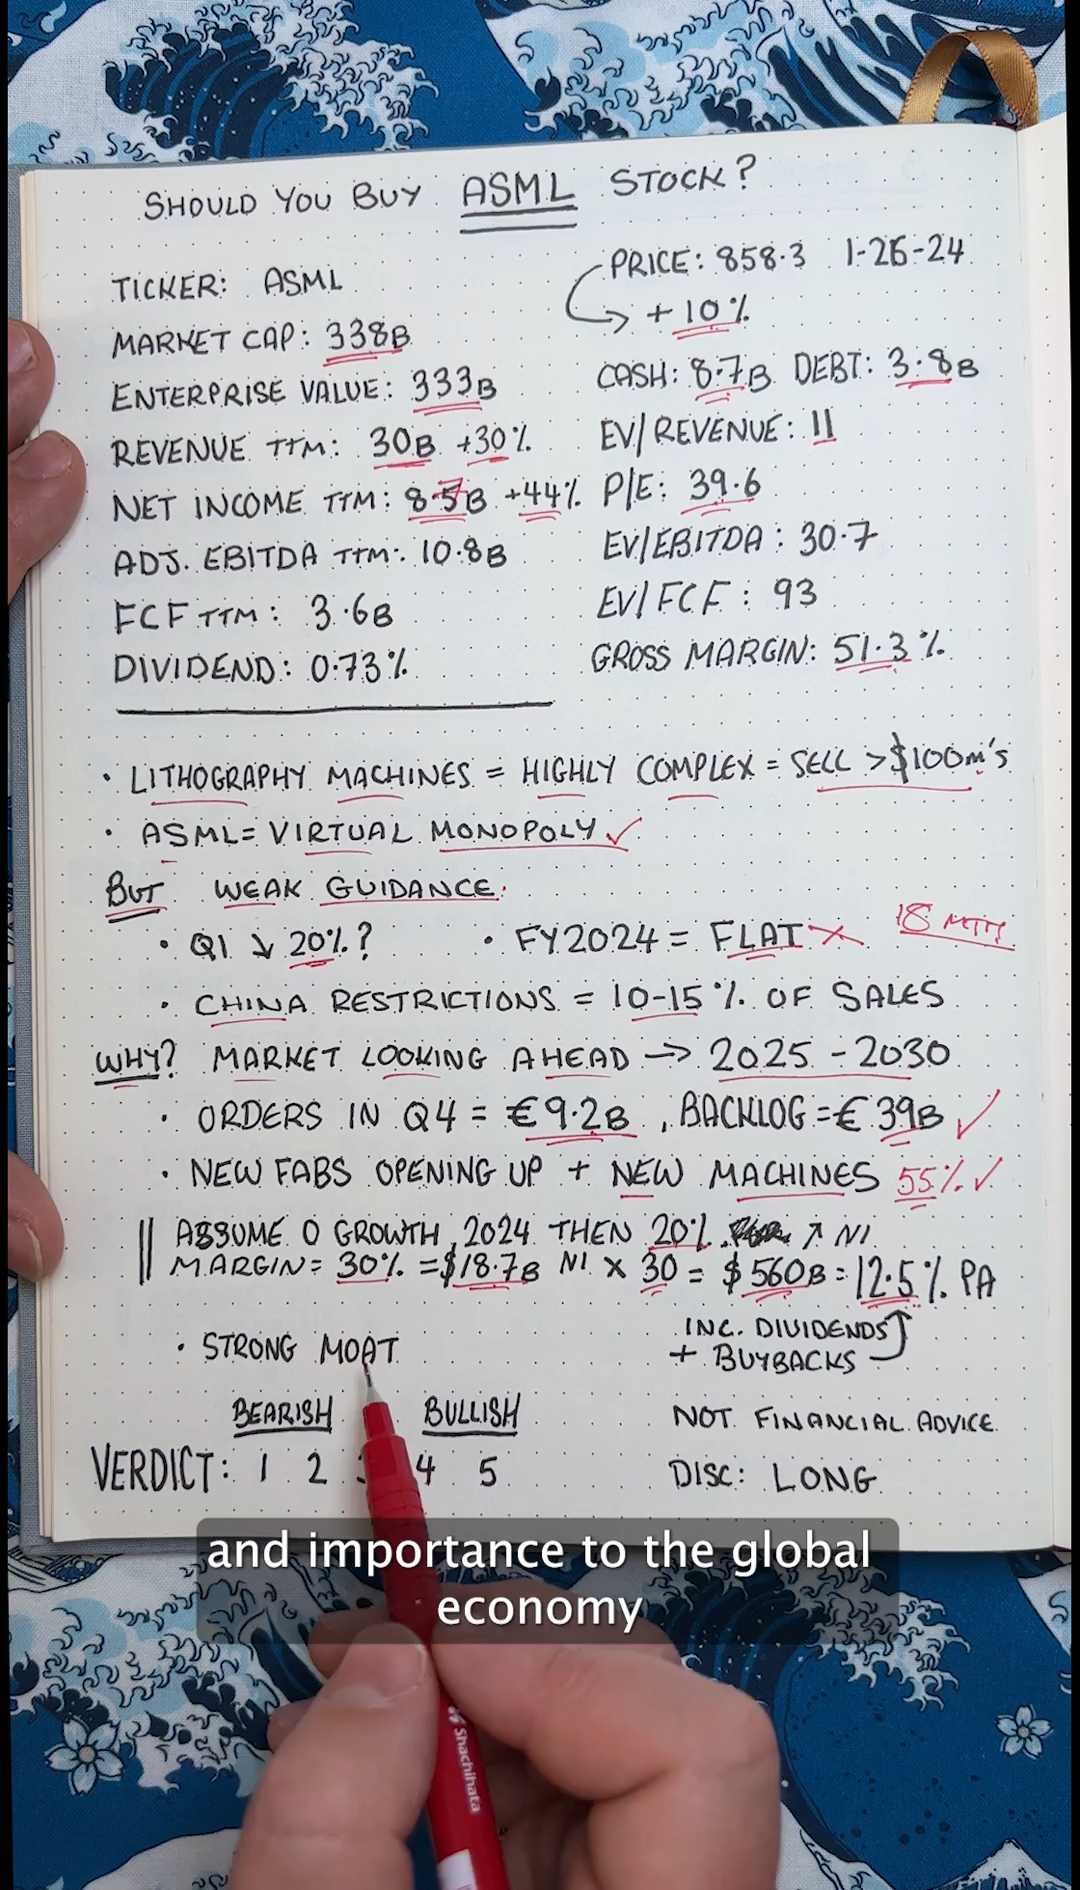 SHOULD YOU BUY ASML STOCK?
TICKER: ASML
MARKET CAP: 338B
ENTERPRISE VALUE: 333B
REVENUE TTM: 30B +30%
NET INCOME TTM: 8.5B +44%
ADJ. EBITDA TTM: 10.8B
FCF TTM: 3.6B
DIVIDEND: 0.73%
PRICE: 858.3 1-26-24
→ +10%
CASH: 8.7B DEBT: 3.8B
EV/REVENUE: 11
P/E: 39.6
EV/EBITDA: 30.7
EV/FCF: 93
GROSS MARGIN: 51.3%
• LITHOGRAPHY MACHINES = HIGHLY COMPLEX = SELL >$100m's
• ASML = VIRTUAL MONOPOLY ✓
BUT WEAK GUIDANCE:
• Q1 ↘ 20%? • FY2024 = FLAT ✗ 18 MTH
• CHINA RESTRICTIONS = 10-15% OF SALES
WHY? MARKET LOOKING AHEAD → 2025 - 2030
• ORDERS IN Q4 = €9.2B, BACKLOG = €39B ✓
• NEW FABS OPENING UP + NEW MACHINES 55% ✓
ASSUME 0 GROWTH 2024 THEN 20% ↗ NI
MARGIN = 30% = $18.7B NI x 30 = $560B = 12.5% PA
INC. DIVIDENDS
+ BUYBACKS
• STRONG MOAT
BEARISH BULLISH
NOT FINANCIAL ADVICE
VERDICT: 1 2 4 5
DISC: LONG
and importance to the global
economy
Shachihata